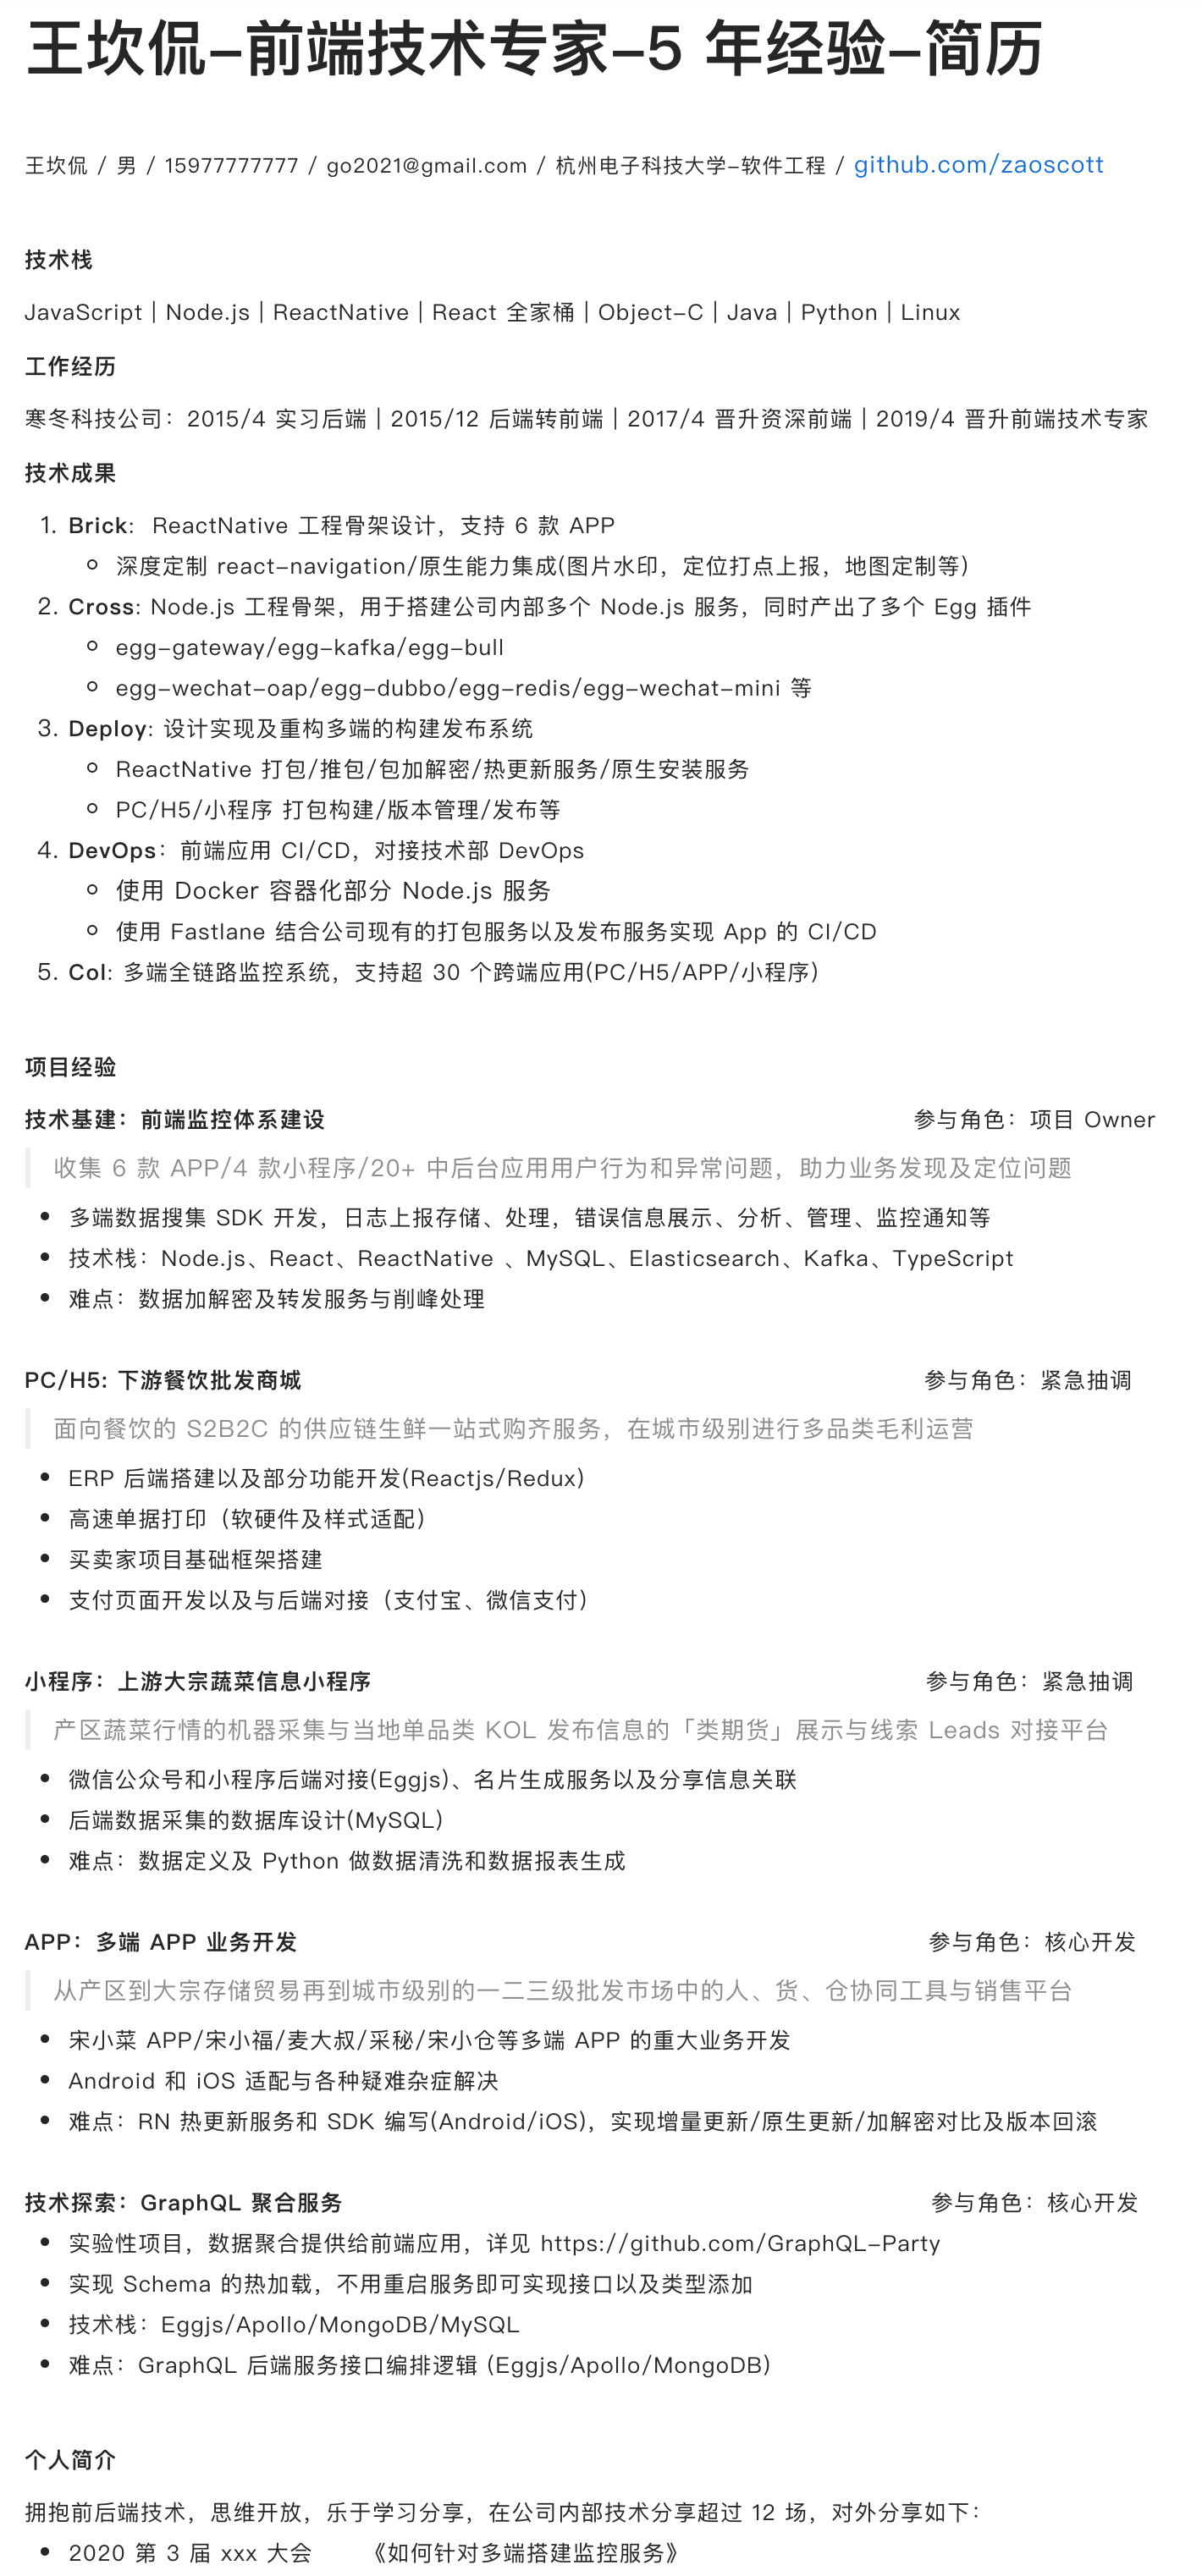 王坎侃-前端技术专家-5 年经验-简历
王坎侃 / 男 / 15977777777 / go2021@gmail.com / 杭州电子科技大学-软件工程 / github.com/zaoscott
技术栈
JavaScript | Node.js | ReactNative | React 全家桶 | Object-C | Java | Python | Linux
工作经历
寒冬科技公司：2015/4 实习后端 | 2015/12 后端转前端 | 2017/4 晋升资深前端 | 2019/4 晋升前端技术专家
技术成果
1. Brick: ReactNative 工程骨架设计，支持 6 款 APP
深度定制 react-navigation/原生能力集成(图片水印，定位打点上报，地图定制等)
2. Cross: Node.js 工程骨架，用于搭建公司内部多个 Node.js 服务，同时产出了多个 Egg 插件
egg-gateway/egg-kafka/egg-bull
egg-wechat-oap/egg-dubbo/egg-redis/egg-wechat-mini 等
3. Deploy: 设计实现及重构多端的构建发布系统
ReactNative 打包/推包/包加解密/热更新服务/原生安装服务
PC/H5/小程序 打包构建/版本管理/发布等
4. DevOps：前端应用 CI/CD，对接技术部 DevOps
使用 Docker 容器化部分 Node.js 服务
使用 Fastlane 结合公司现有的打包服务以及发布服务实现 App 的 CI/CD
5. Col: 多端全链路监控系统，支持超 30 个跨端应用(PC/H5/APP/小程序)
项目经验
技术基建：前端监控体系建设 参与角色：项目 Owner
收集 6 款 APP/4 款小程序/20+ 中后台应用用户行为和异常问题，助力业务发现及定位问题
多端数据搜集 SDK 开发，日志上报存储、处理，错误信息展示、分析、管理、监控通知等
技术栈：Node.js、React、ReactNative 、MySQL、Elasticsearch、Kafka、TypeScript
难点：数据加解密及转发服务与削峰处理
PC/H5: 下游餐饮批发商城 参与角色：紧急抽调
面向餐饮的 S2B2C 的供应链生鲜一站式购齐服务，在城市级别进行多品类毛利运营
ERP 后端搭建以及部分功能开发(Reactjs/Redux)
高速单据打印（软硬件及样式适配）
买卖家项目基础框架搭建
支付页面开发以及与后端对接（支付宝、微信支付）
小程序：上游大宗蔬菜信息小程序 参与角色：紧急抽调
产区蔬菜行情的机器采集与当地单品类 KOL 发布信息的「类期货」展示与线索 Leads 对接平台
微信公众号和小程序后端对接(Eggjs)、名片生成服务以及分享信息关联
后端数据采集的数据库设计(MySQL)
难点：数据定义及 Python 做数据清洗和数据报表生成
APP：多端 APP 业务开发 参与角色：核心开发
从产区到大宗存储贸易再到城市级别的一二三级批发市场中的人、货、仓协同工具与销售平台
宋小菜 APP/宋小福/麦大叔/采秘/宋小仓等多端 APP 的重大业务开发
Android 和 iOS 适配与各种疑难杂症解决
难点：RN 热更新服务和 SDK 编写(Android/iOS)，实现增量更新/原生更新/加解密对比及版本回滚
技术探索：GraphQL 聚合服务 参与角色：核心开发
实验性项目，数据聚合提供给前端应用，详见 https://github.com/GraphQL-Party
实现 Schema 的热加载，不用重启服务即可实现接口以及类型添加
技术栈：Eggjs/Apollo/MongoDB/MySQL
难点：GraphQL 后端服务接口编排逻辑 (Eggjs/Apollo/MongoDB)
个人简介
拥抱前后端技术，思维开放，乐于学习分享，在公司内部技术分享超过 12 场，对外分享如下：
2020 第 3 届 xxx 大会 《如何针对多端搭建监控服务》